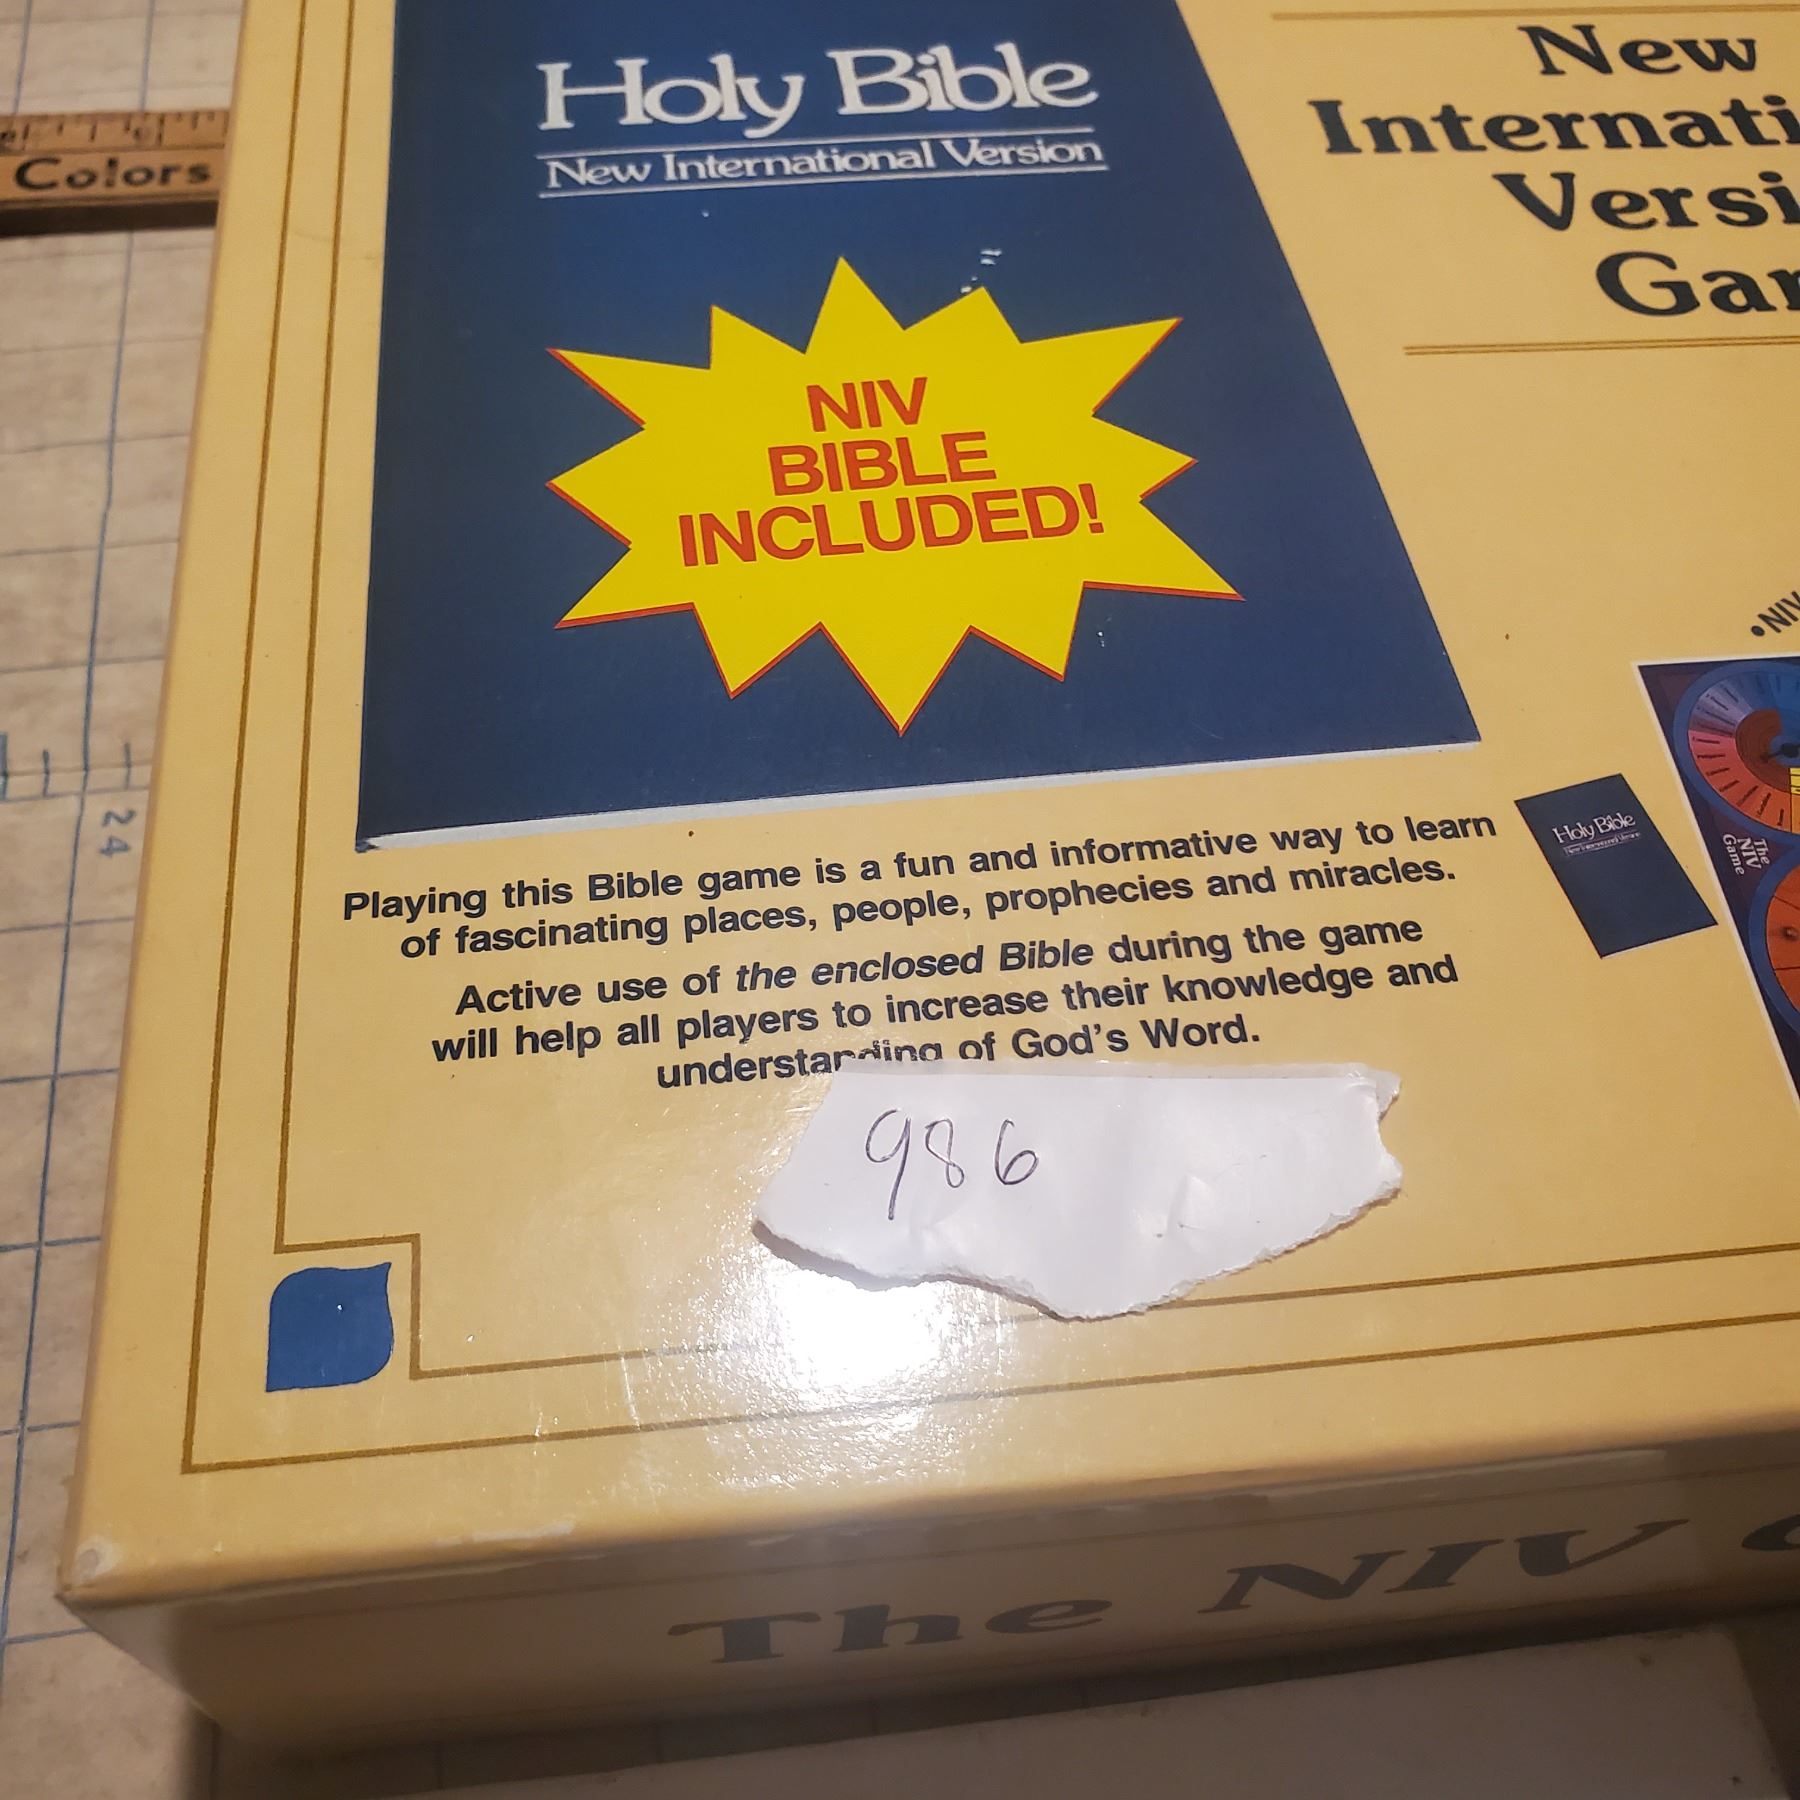 Colors
Holy Bible
New International Version
New
Internati
Versi
Gar
NIV
BIBLE
INCLUDED!
• NIV
Holy Bible
The
NIV
Game
24
Playing this Bible game is a fun and informative way to learn
of fascinating places, people, prophecies and miracles.
Active use of the enclosed Bible during the game
will help all players to increase their knowledge and
understanding of God's Word.
986
The NIV